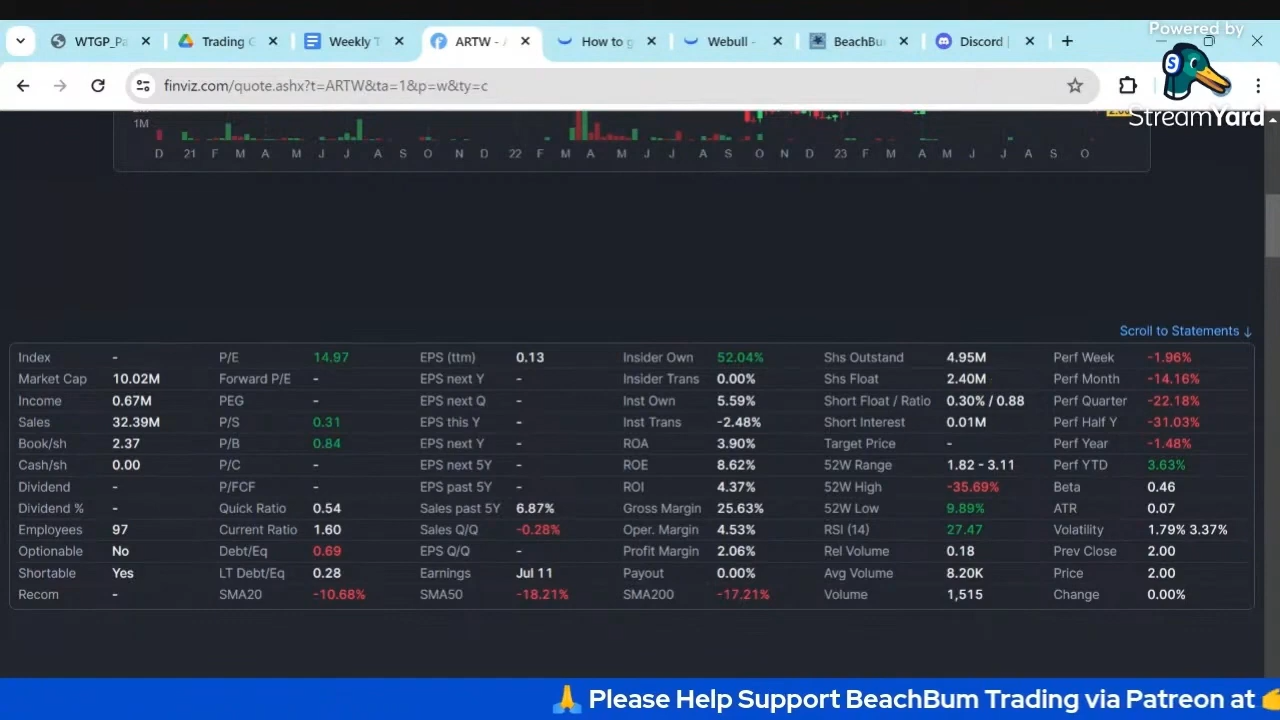 Powered by
StreamYard
WTGP_Pa
Trading G
Weekly T
ARTW - A
How to g
Webull -
BeachBu
Discord |
finviz.com/quote.ashx?t=ARTW&ta=1&p=w&ty=c
1M
D 21 F M A M J J A S O N D 22 F M A M J J A S O N D 23 F M A M J J A S O
Scroll to Statements ↓
Index - P/E 14.97 EPS (ttm) 0.13 Insider Own 52.04% Shs Outstand 4.95M Perf Week -1.96%
Market Cap 10.02M Forward P/E - EPS next Y - Insider Trans 0.00% Shs Float 2.40M Perf Month -14.16%
Income 0.67M PEG - EPS next Q - Inst Own 5.59% Short Float / Ratio 0.30% / 0.88 Perf Quarter -22.18%
Sales 32.39M P/S 0.31 EPS this Y - Inst Trans -2.48% Short Interest 0.01M Perf Half Y -31.03%
Book/sh 2.37 P/B 0.84 EPS next Y - ROA 3.90% Target Price - Perf Year -1.48%
Cash/sh 0.00 P/C - EPS next 5Y - ROE 8.62% 52W Range 1.82 - 3.11 Perf YTD 3.63%
Dividend - P/FCF - EPS past 5Y - ROI 4.37% 52W High -35.69% Beta 0.46
Dividend % - Quick Ratio 0.54 Sales past 5Y 6.87% Gross Margin 25.63% 52W Low 9.89% ATR 0.07
Employees 97 Current Ratio 1.60 Sales Q/Q -0.28% Oper. Margin 4.53% RSI (14) 27.47 Volatility 1.79% 3.37%
Optionable No Debt/Eq 0.69 EPS Q/Q - Profit Margin 2.06% Rel Volume 0.18 Prev Close 2.00
Shortable Yes LT Debt/Eq 0.28 Earnings Jul 11 Payout 0.00% Avg Volume 8.20K Price 2.00
Recom - SMA20 -10.68% SMA50 -18.21% SMA200 -17.21% Volume 1,515 Change 0.00%
🙏 Please Help Support BeachBum Trading via Patreon at